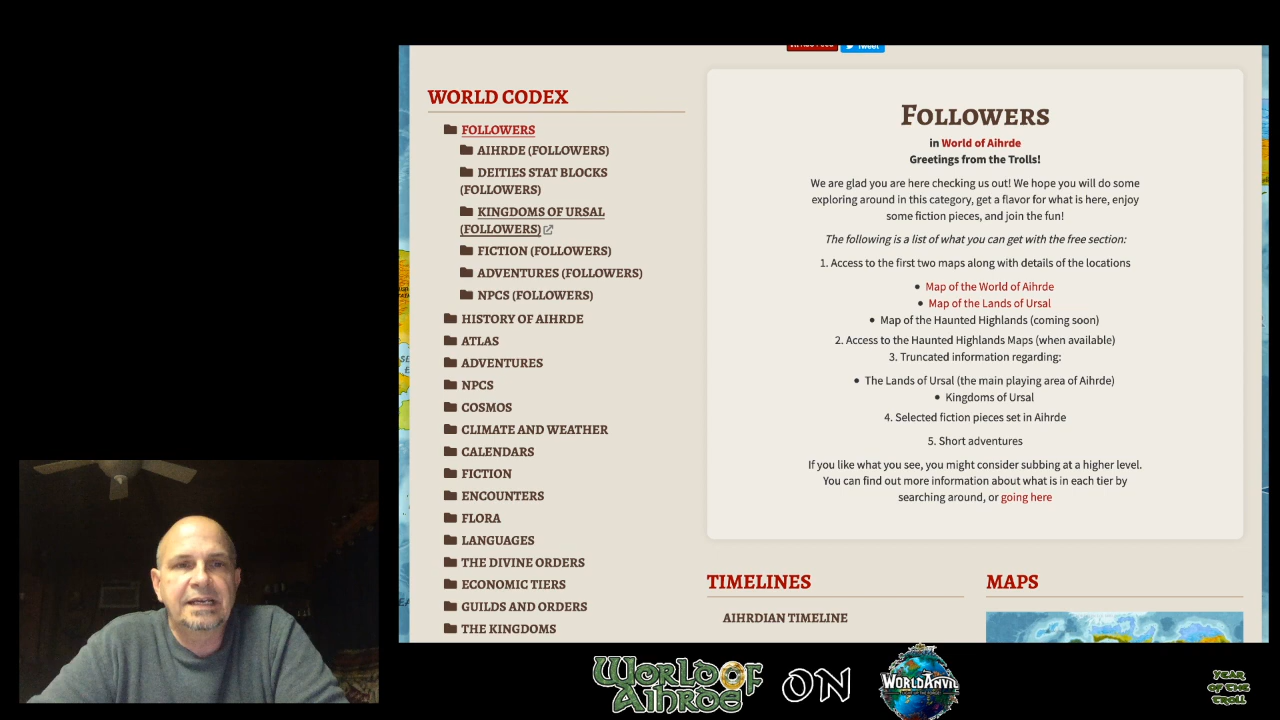 Tweet
WORLD CODEX
FOLLOWERS
AIHRDE (FOLLOWERS)
DEITIES STAT BLOCKS
(FOLLOWERS)
KINGDOMS OF URSAL
(FOLLOWERS)
FICTION (FOLLOWERS)
ADVENTURES (FOLLOWERS)
NPCS (FOLLOWERS)
HISTORY OF AIHRDE
ATLAS
ADVENTURES
NPCS
COSMOS
CLIMATE AND WEATHER
CALENDARS
FICTION
ENCOUNTERS
FLORA
LANGUAGES
THE DIVINE ORDERS
ECONOMIC TIERS
GUILDS AND ORDERS
THE KINGDOMS
FOLLOWERS
in World of Aihrde
Greetings from the Trolls!
We are glad you are here checking us out! We hope you will do some
exploring around in this category, get a flavor for what is here, enjoy
some fiction pieces, and join the fun!
The following is a list of what you can get with the free section:
1. Access to the first two maps along with details of the locations
• Map of the World of Aihrde
• Map of the Lands of Ursal
• Map of the Haunted Highlands (coming soon)
2. Access to the Haunted Highlands Maps (when available)
3. Truncated information regarding:
• The Lands of Ursal (the main playing area of Aihrde)
• Kingdoms of Ursal
4. Selected fiction pieces set in Aihrde
5. Short adventures
If you like what you see, you might consider subbing at a higher level.
You can find out more information about what is in each tier by
searching around, or going here
TIMELINES
AIHRDIAN TIMELINE
MAPS
WORLD OF
AIHRDE
ON
WORLDANVIL
YEAR
OF THE
TROLL